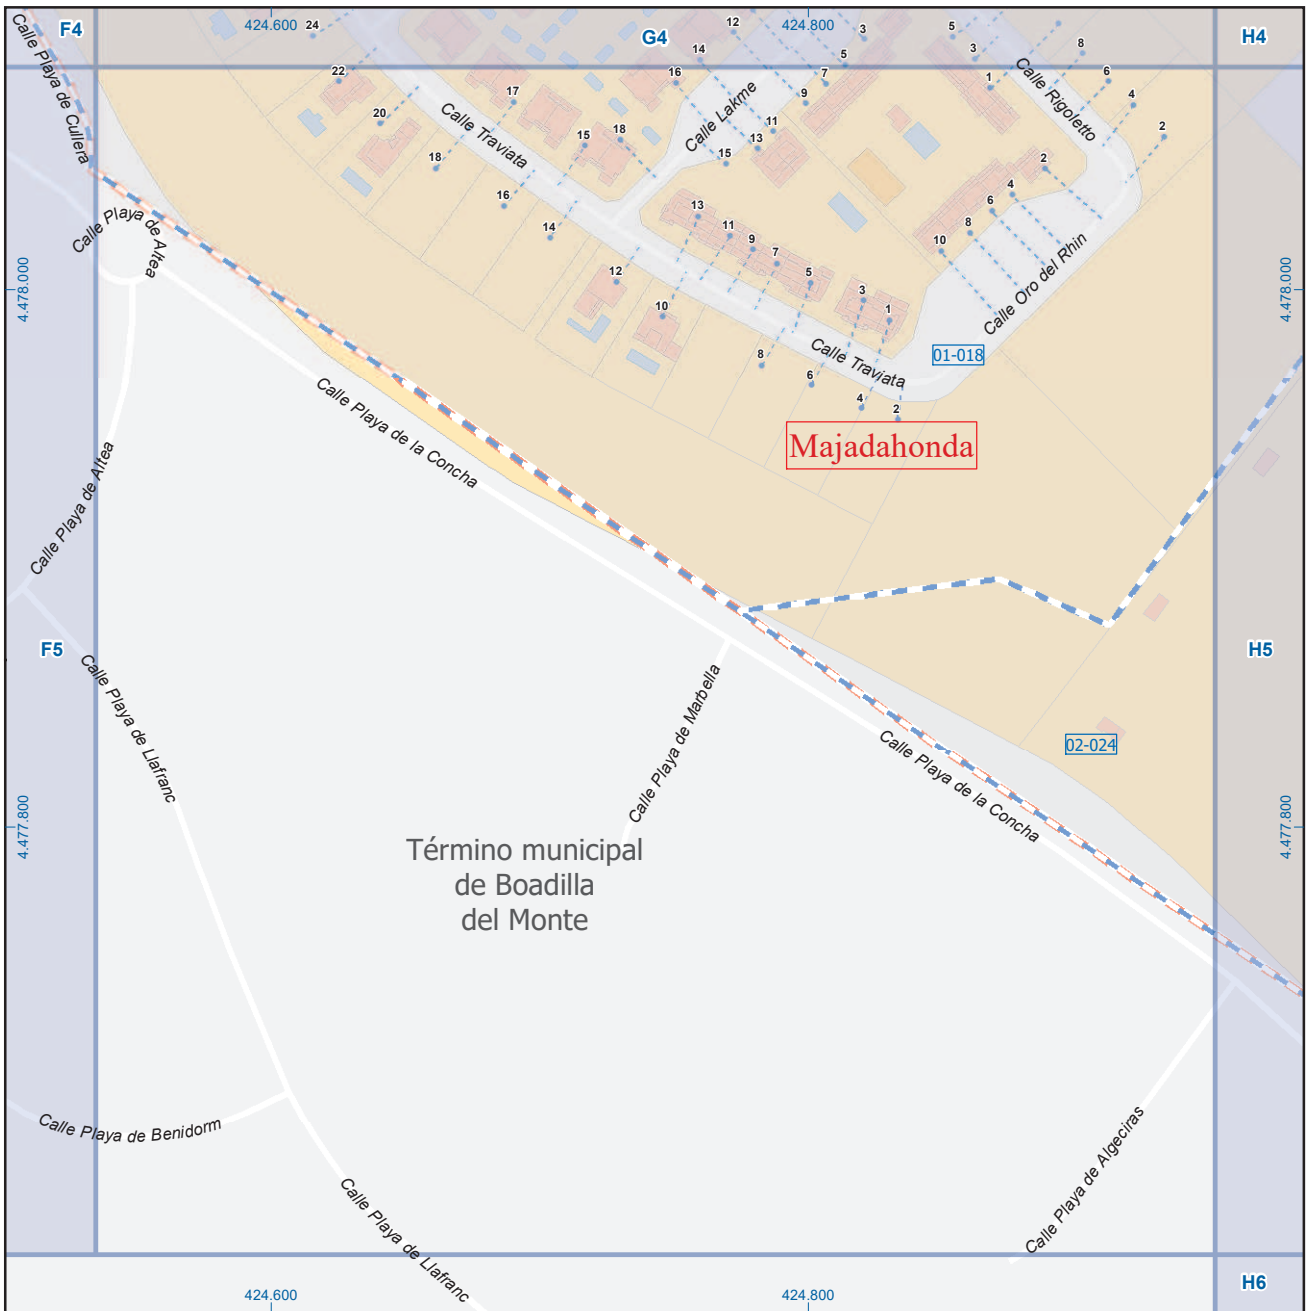 F4
424.600
G4
424.800
H4
24
12
14
16
5
3
7
9
5
3
1
8
6
4
2
22
20
18
17
15
18
16
14
11
13
15
Calle Playa de Cullera
Calle Traviata
Calle Lakme
Calle Rigoletto
Calle Playa de Altea
13
11
9
7
5
3
1
2
4
6
8
10
12
10
8
6
4
2
Calle Oro del Rhin
Calle Traviata
01-018
4.478.000
4.478.000
Majadahonda
Calle Playa de la Concha
Calle Playa de Altea
F5
H5
Calle Playa de Llafranc
Calle Playa de Marbella
02-024
Calle Playa de la Concha
4.477.800
4.477.800
Término municipal
de Boadilla
del Monte
Calle Playa de Benidorm
Calle Playa de Algeciras
Calle Playa de Llafranc
424.600
424.800
H6